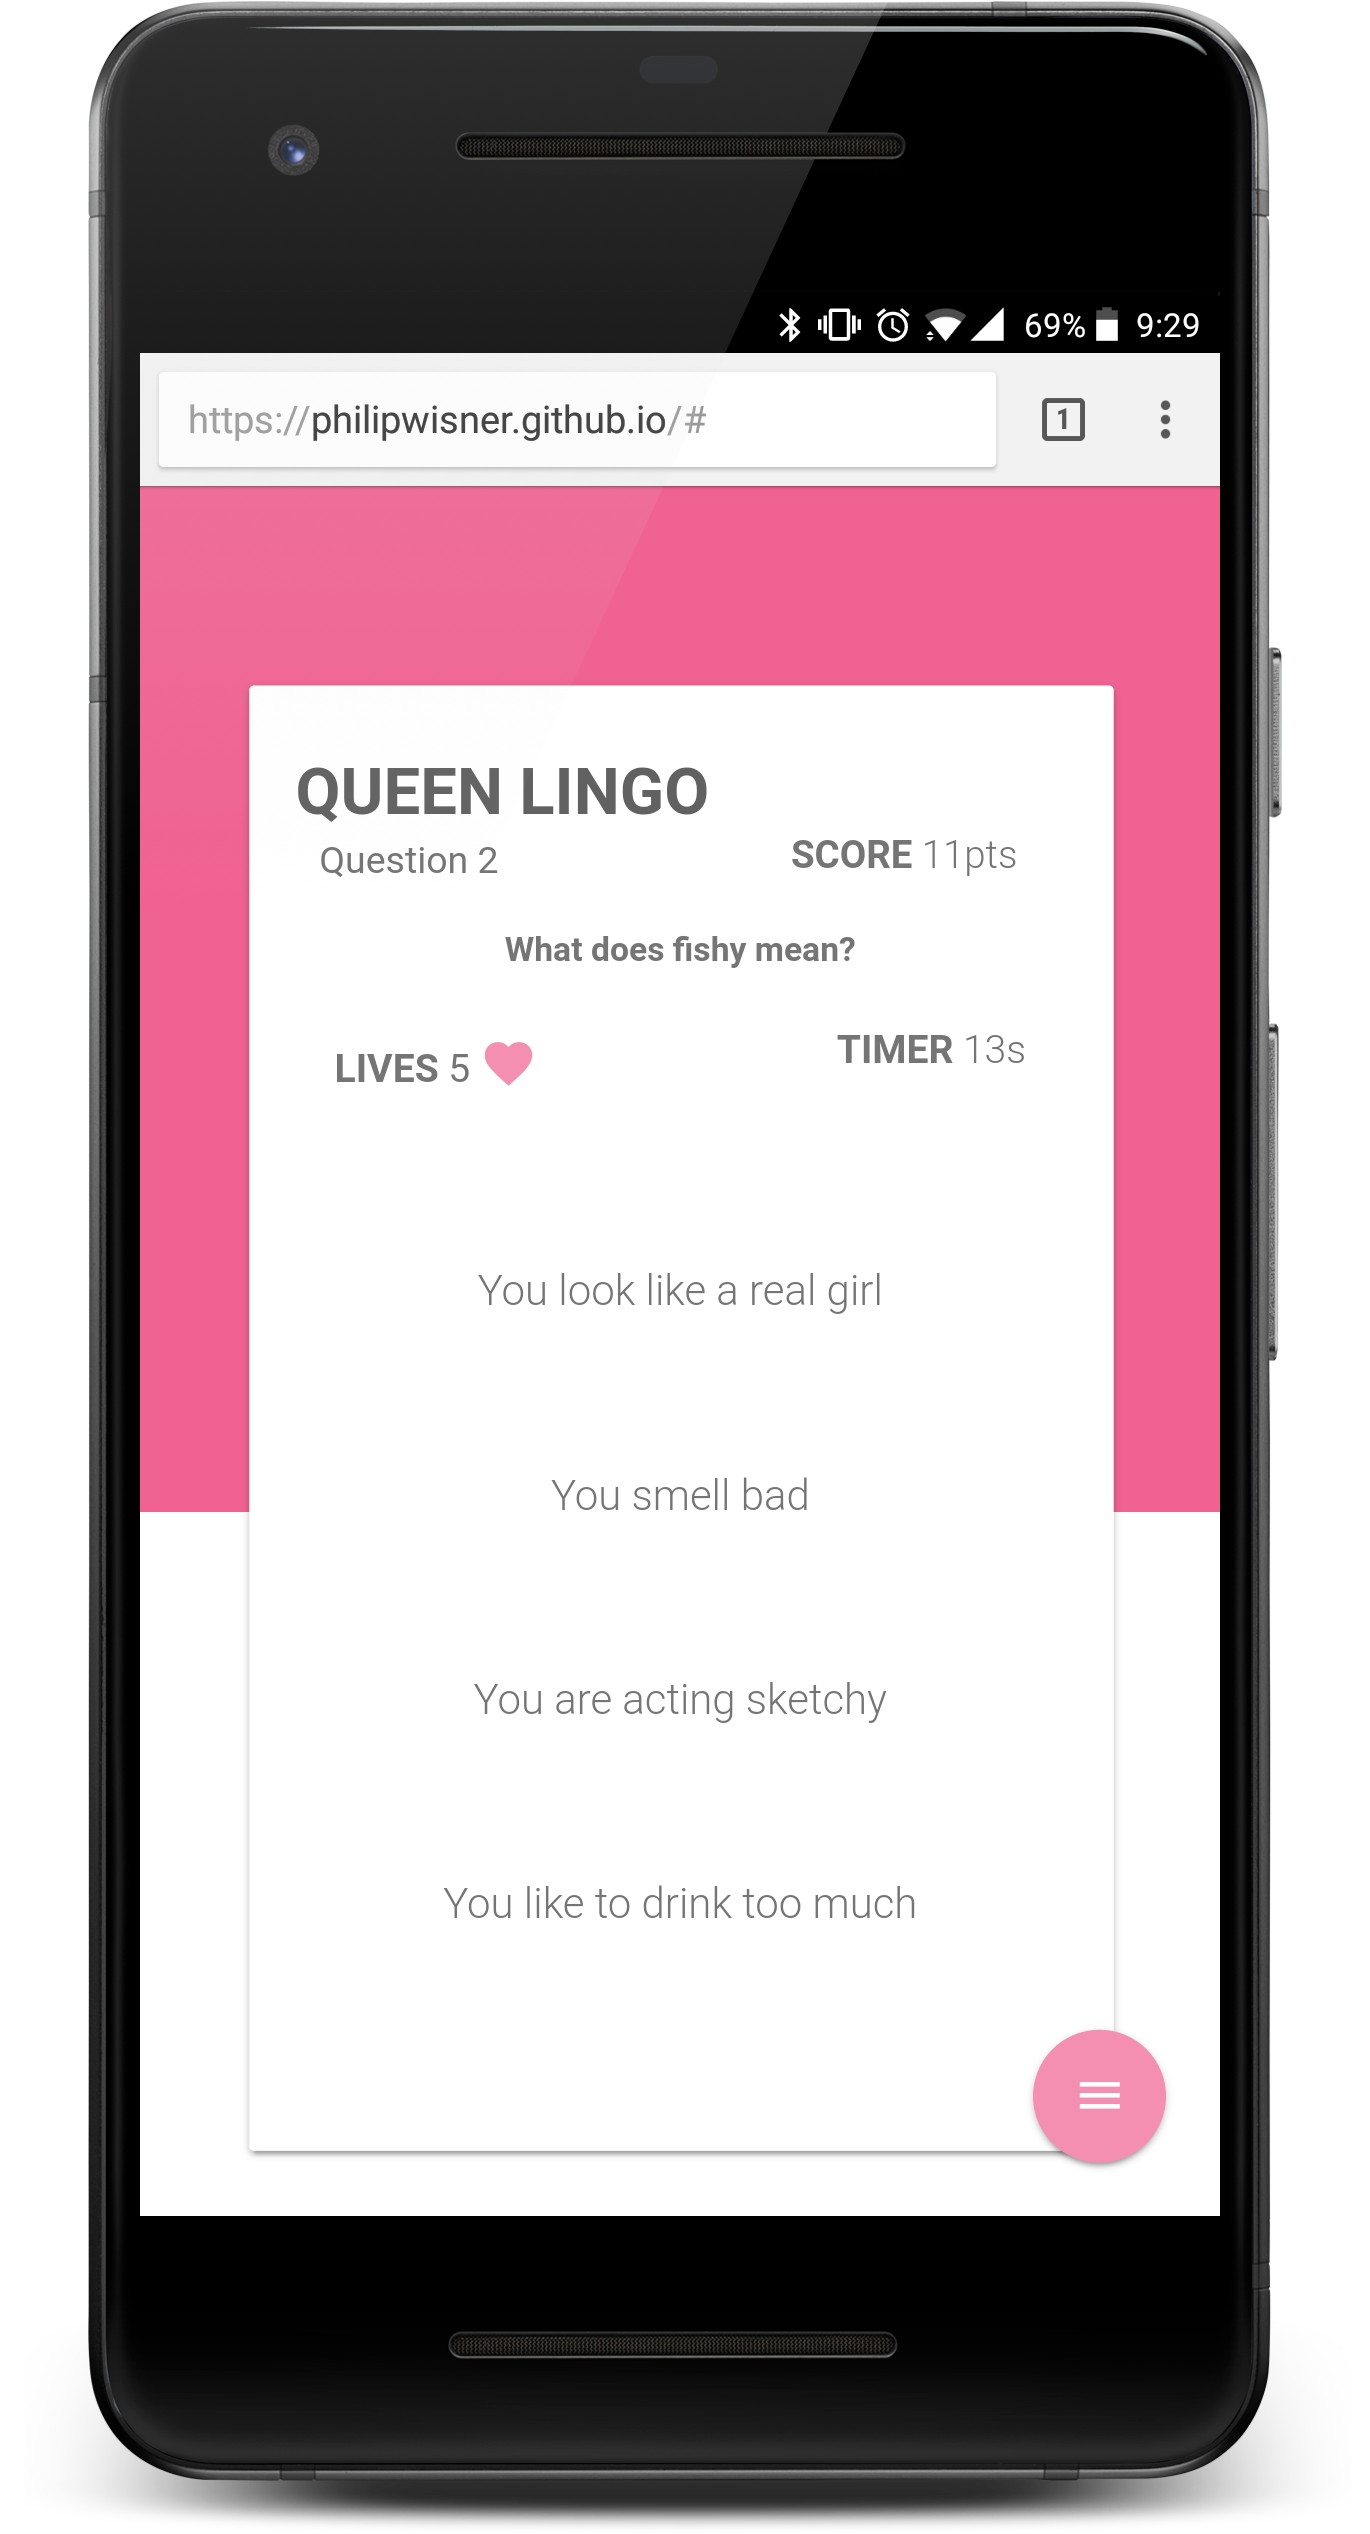 69% 9:29
https://philipwisner.github.io/# 1
QUEEN LINGO
Question 2 SCORE 11pts
What does fishy mean?
LIVES 5 TIMER 13s
You look like a real girl
You smell bad
You are acting sketchy
You like to drink too much